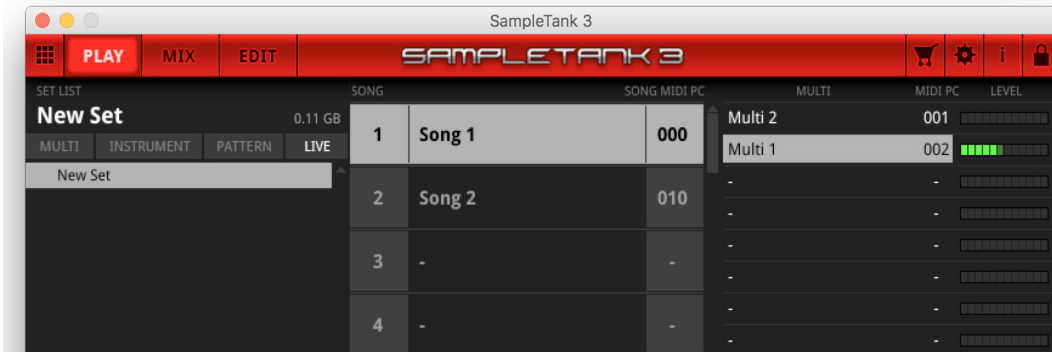 SampleTank 3
PLAY MIX EDIT SAMPLETANK 3 i
SET LIST SONG SONG MIDI PC MULTI MIDI PC LEVEL
New Set 0.11 GB
MULTI INSTRUMENT PATTERN LIVE
New Set
1 Song 1 000
2 Song 2 010
3 - -
4 - -
Multi 2 001
Multi 1 002
- -
- -
- -
- -
- -
- -